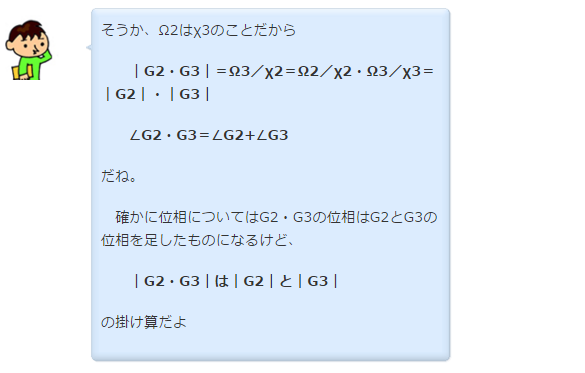 そうか、Ω2はχ3のことだから
｜G2・G3｜＝Ω3／χ2＝Ω2／χ2・Ω3／χ3＝
｜G2｜・｜G3｜
∠G2・G3＝∠G2+∠G3
だね。
確かに位相についてはG2・G3の位相はG2とG3の
位相を足したものになるけど、
｜G2・G3｜は｜G2｜と｜G3｜
の掛け算だよ